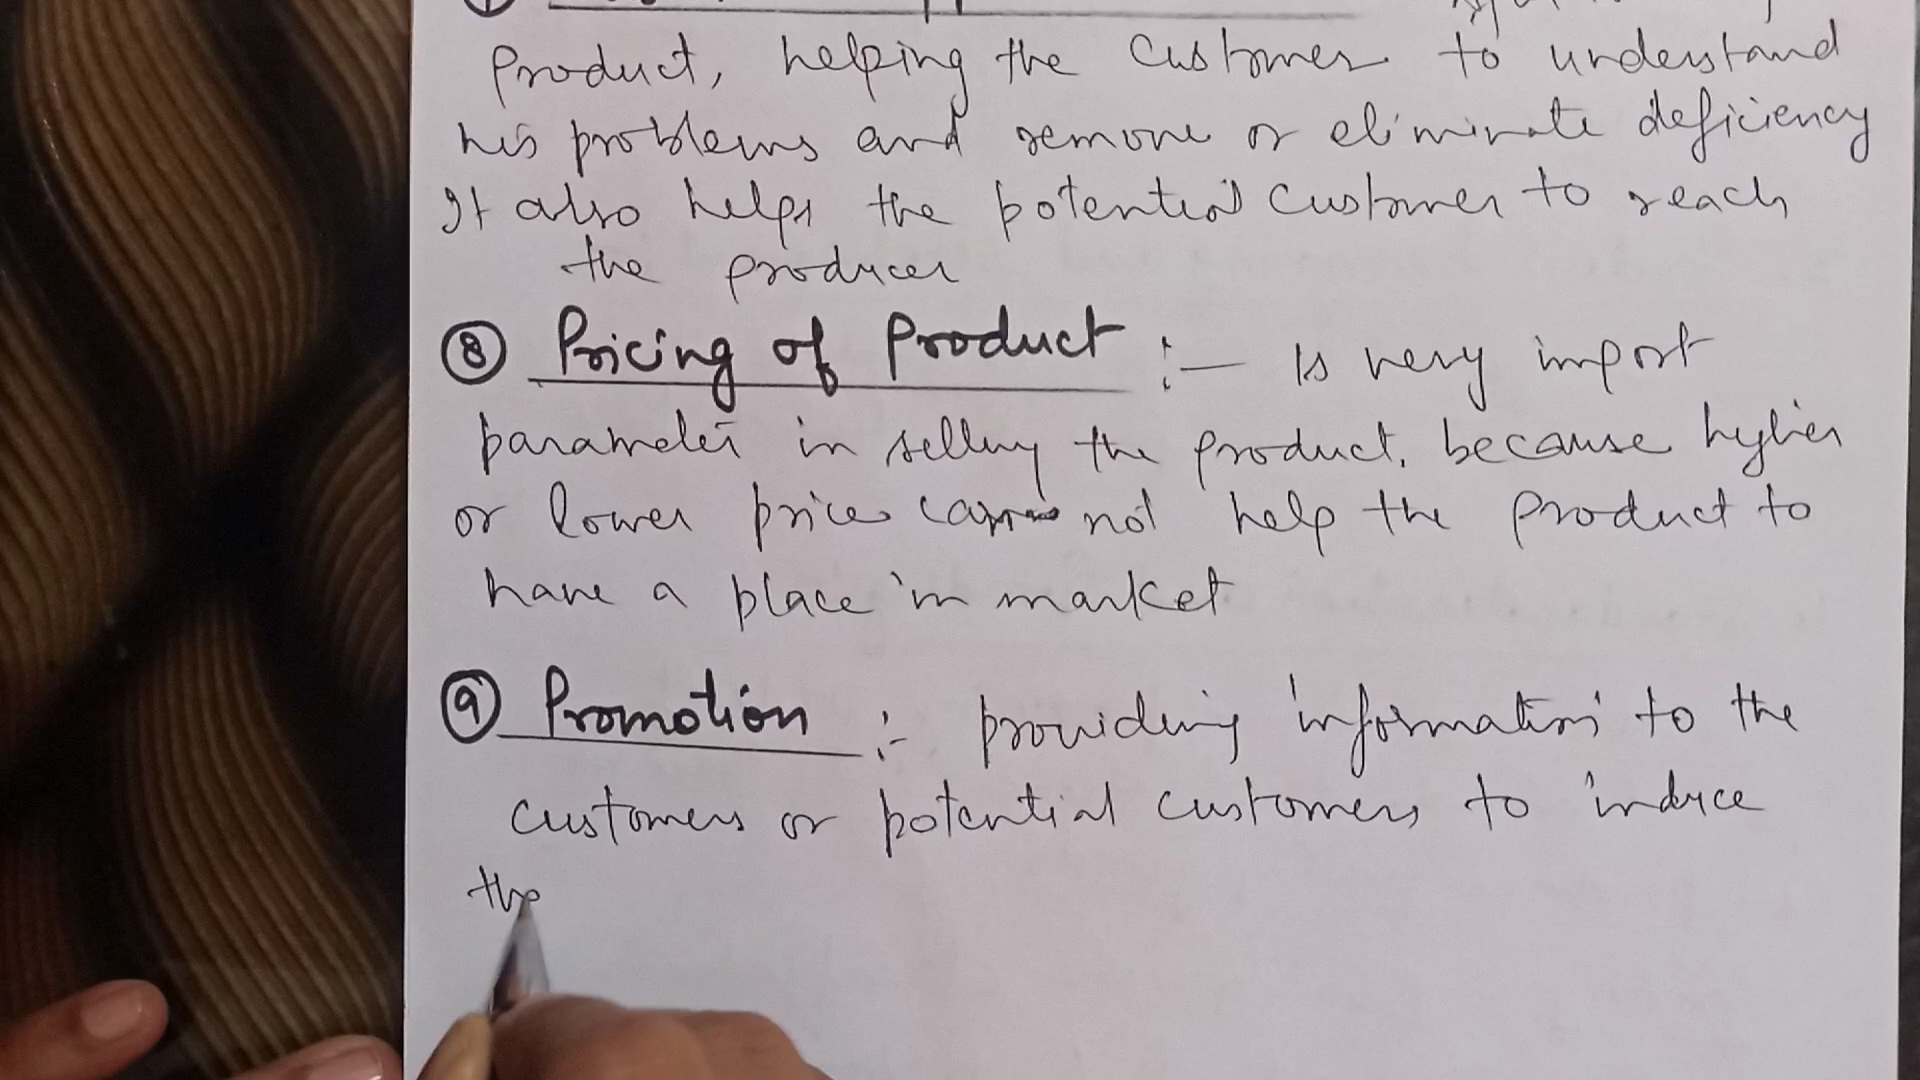 Product, helping the Customer to understand
his problems and remove or eliminate deficiency
It also helps the potential Customer to reach
the producer
⑧ Pricing of Product :- Is very import
parameter in selling the product. because higher
or lower price can not help the product to
have a place in market
⑨ Promotion :- providing information to the
customers or potential customers to induce
the